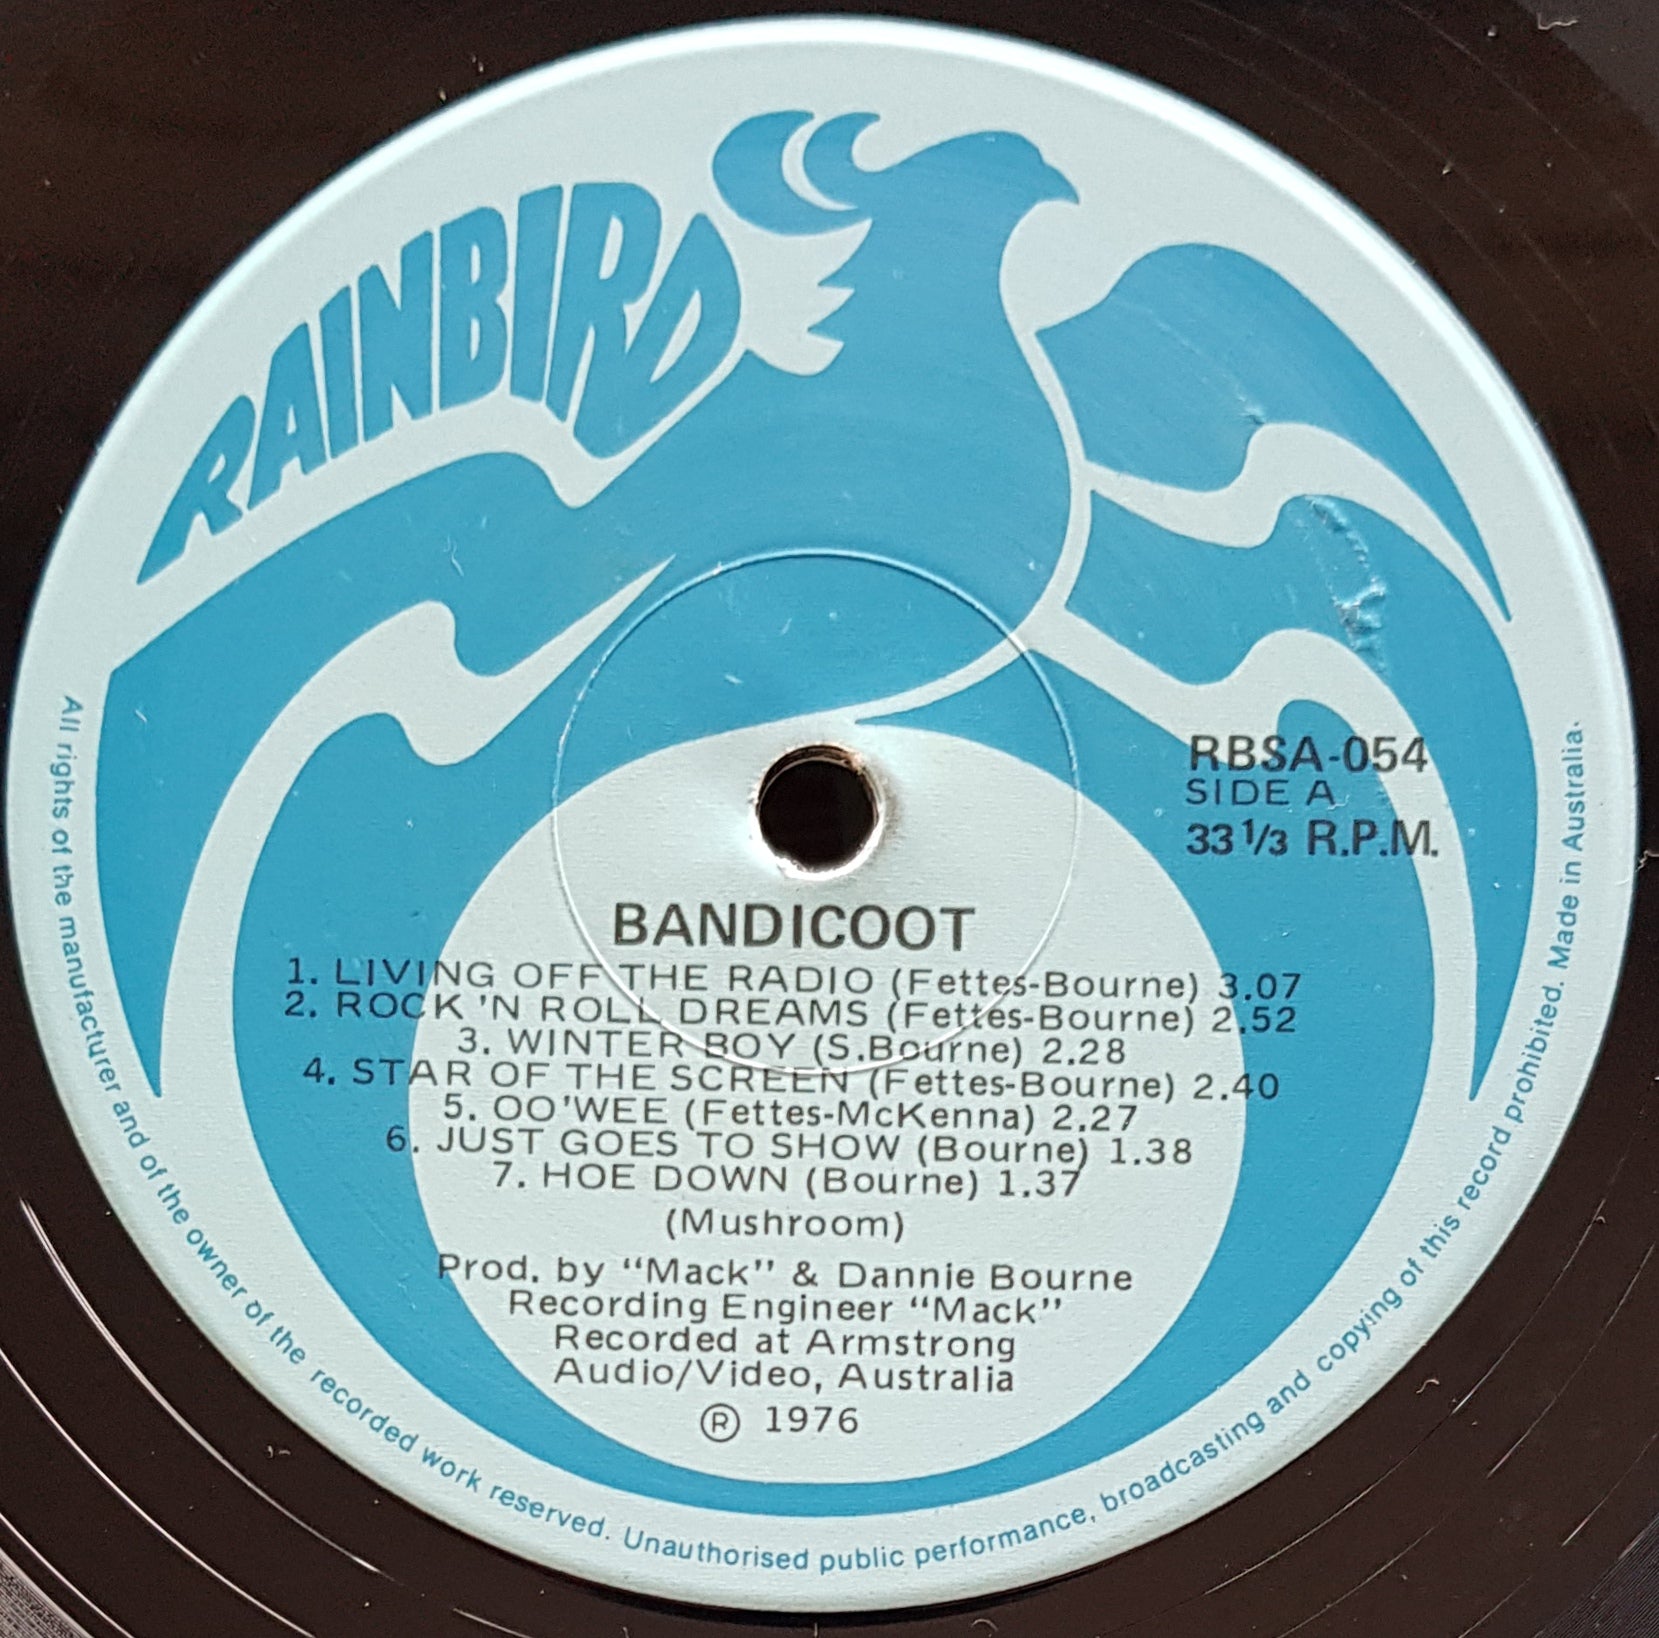 RAINBIRD
RBSA-054
SIDE A
33 1/3 R.P.M.
BANDICOOT
1. LIVING OFF THE RADIO (Fettes-Bourne) 3.07
2. ROCK 'N ROLL DREAMS (Fettes-Bourne) 2.52
3. WINTER BOY (S.Bourne) 2.28
4. STAR OF THE SCREEN (Fettes-Bourne) 2.40
5. OO'WEE (Fettes-McKenna) 2.27
6. JUST GOES TO SHOW (Bourne) 1.38
7. HOE DOWN (Bourne) 1.37
(Mushroom)
Prod. by “Mack” & Dannie Bourne
Recording Engineer “Mack”
Recorded at Armstrong
Audio/Video, Australia
Ⓡ 1976
All rights of the manufacturer and of the owner of the recorded work reserved. Unauthorised public performance, broadcasting and copying of this record prohibited. Made in Australia.